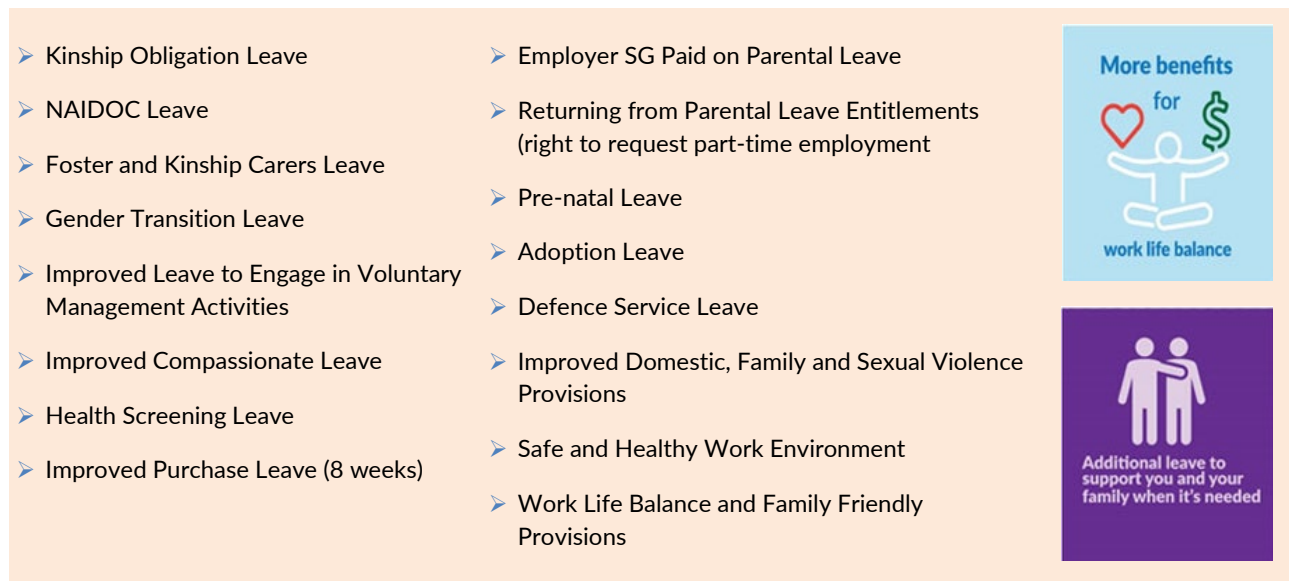 Kinship Obligation Leave
NAIDOC Leave
Foster and Kinship Carers Leave
Gender Transition Leave
Improved Leave to Engage in Voluntary
Management Activities
Improved Compassionate Leave
Health Screening Leave
Improved Purchase Leave (8 weeks)
Employer SG Paid on Parental Leave
Returning from Parental Leave Entitlements
(right to request part-time employment
Pre-natal Leave
Adoption Leave
Defence Service Leave
Improved Domestic, Family and Sexual Violence
Provisions
Safe and Healthy Work Environment
Work Life Balance and Family Friendly
Provisions
More benefits
for
$
work life balance
Additional leave to
support you and your
family when it's needed